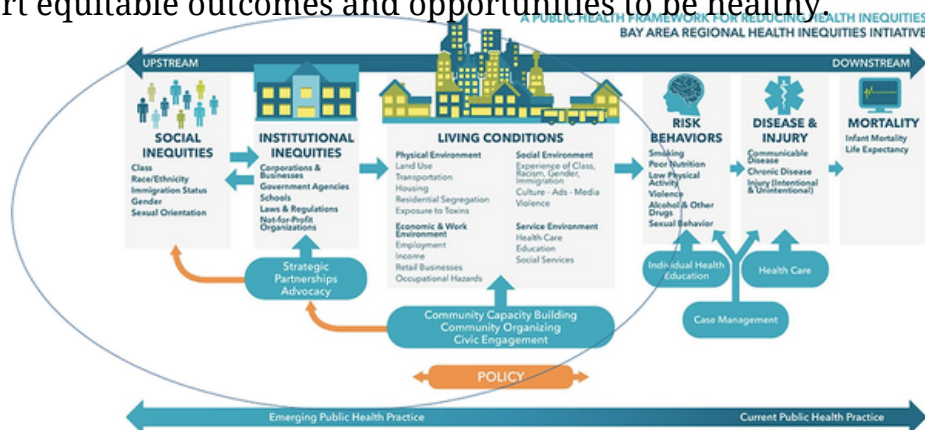 rt equitable outcomes and opportunities to be healthy.
A PUBLIC HEALTH FRAMEWORK FOR REDUCING HEALTH INEQUITIES
BAY AREA REGIONAL HEALTH INEQUITIES INTIATIVE
UPSTREAM
DOWNSTREAM
SOCIAL
INEQUITIES
Class
Race/Ethnicity
Immigration Status
Gender
Sexual Orientation
INSTITUTIONAL
INEQUITIES
Corporations &
Businesses
Government Agencies
Schools
Laws & Regulations
Not-for-Profit
Organizations
LIVING CONDITIONS
Physical Environment
Land Use
Transportation
Housing
Residential Segregation
Exposure to Toxins
Economic & Work
Environment
Employment
Income
Retail Businesses
Occupational Hazards
Social Environment
Experience of Class,
Racism, Gender,
Immigration
Culture - Ads - Media
Violence
Service Environment
Health Care
Education
Social Services
RISK
BEHAVIORS
Smoking
Poor Nutrition
Low Physical
Activity
Violence
Alcohol & Other
Drugs
Sexual Behavior
DISEASE &
INJURY
Communicable
Disease
Chronic Disease
Injury (Intentional
& Unintentional)
MORTALITY
Infant Mortality
Life Expectancy
Strategic
Partnerships
Advocacy
Community Capacity Building
Community Organizing
Civic Engagement
Individual Health
Education
Health Care
Case Management
POLICY
Emerging Public Health Practice
Current Public Health Practice